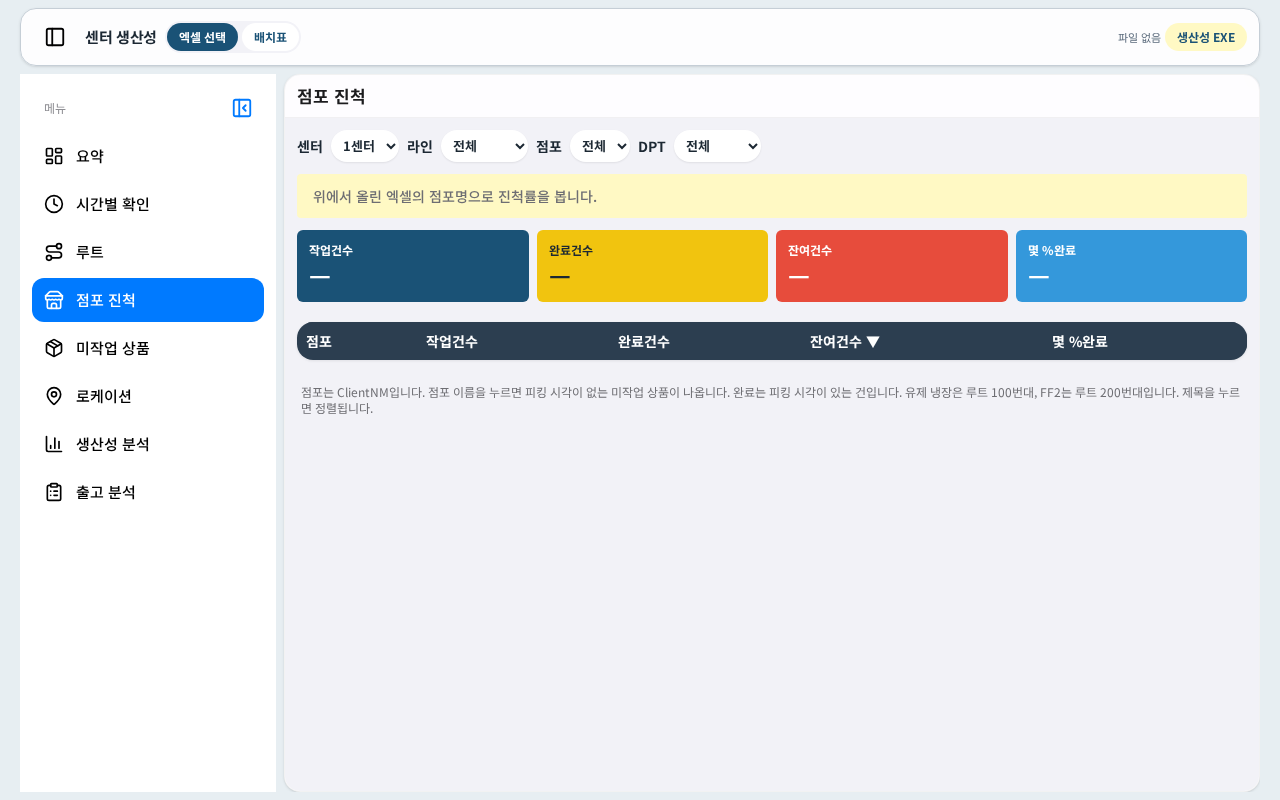 센터 생산성 엑셀 선택 배치표 파일 없음 생산성 EXE
메뉴
요약
시간별 확인
루트
점포 진척
미작업 상품
로케이션
생산성 분석
출고 분석
점포 진척
센터 1센터 라인 전체 점포 전체 DPT 전체
위에서 올린 엑셀의 점포명으로 진척률을 봅니다.
작업건수 완료건수 잔여건수 몇 %완료
— — — —
점포 작업건수 완료건수 잔여건수 ▼ 몇 %완료
점포는 ClientNM입니다. 점포 이름을 누르면 피킹 시각이 없는 미작업 상품이 나옵니다. 완료는 피킹 시각이 있는 건입니다. 유제 냉장은 루트 100번대, FF2는 루트 200번대입니다. 제목을 누르
면 정렬됩니다.